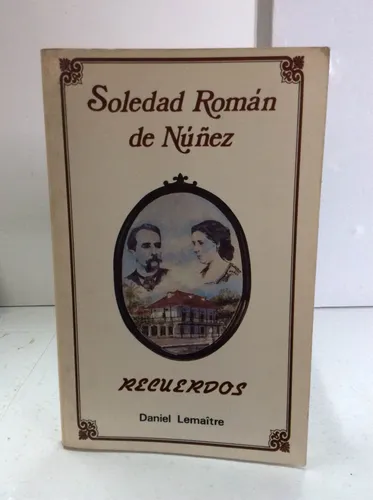 Soledad Román
de Núñez
RECUERDOS
Daniel Lemaître